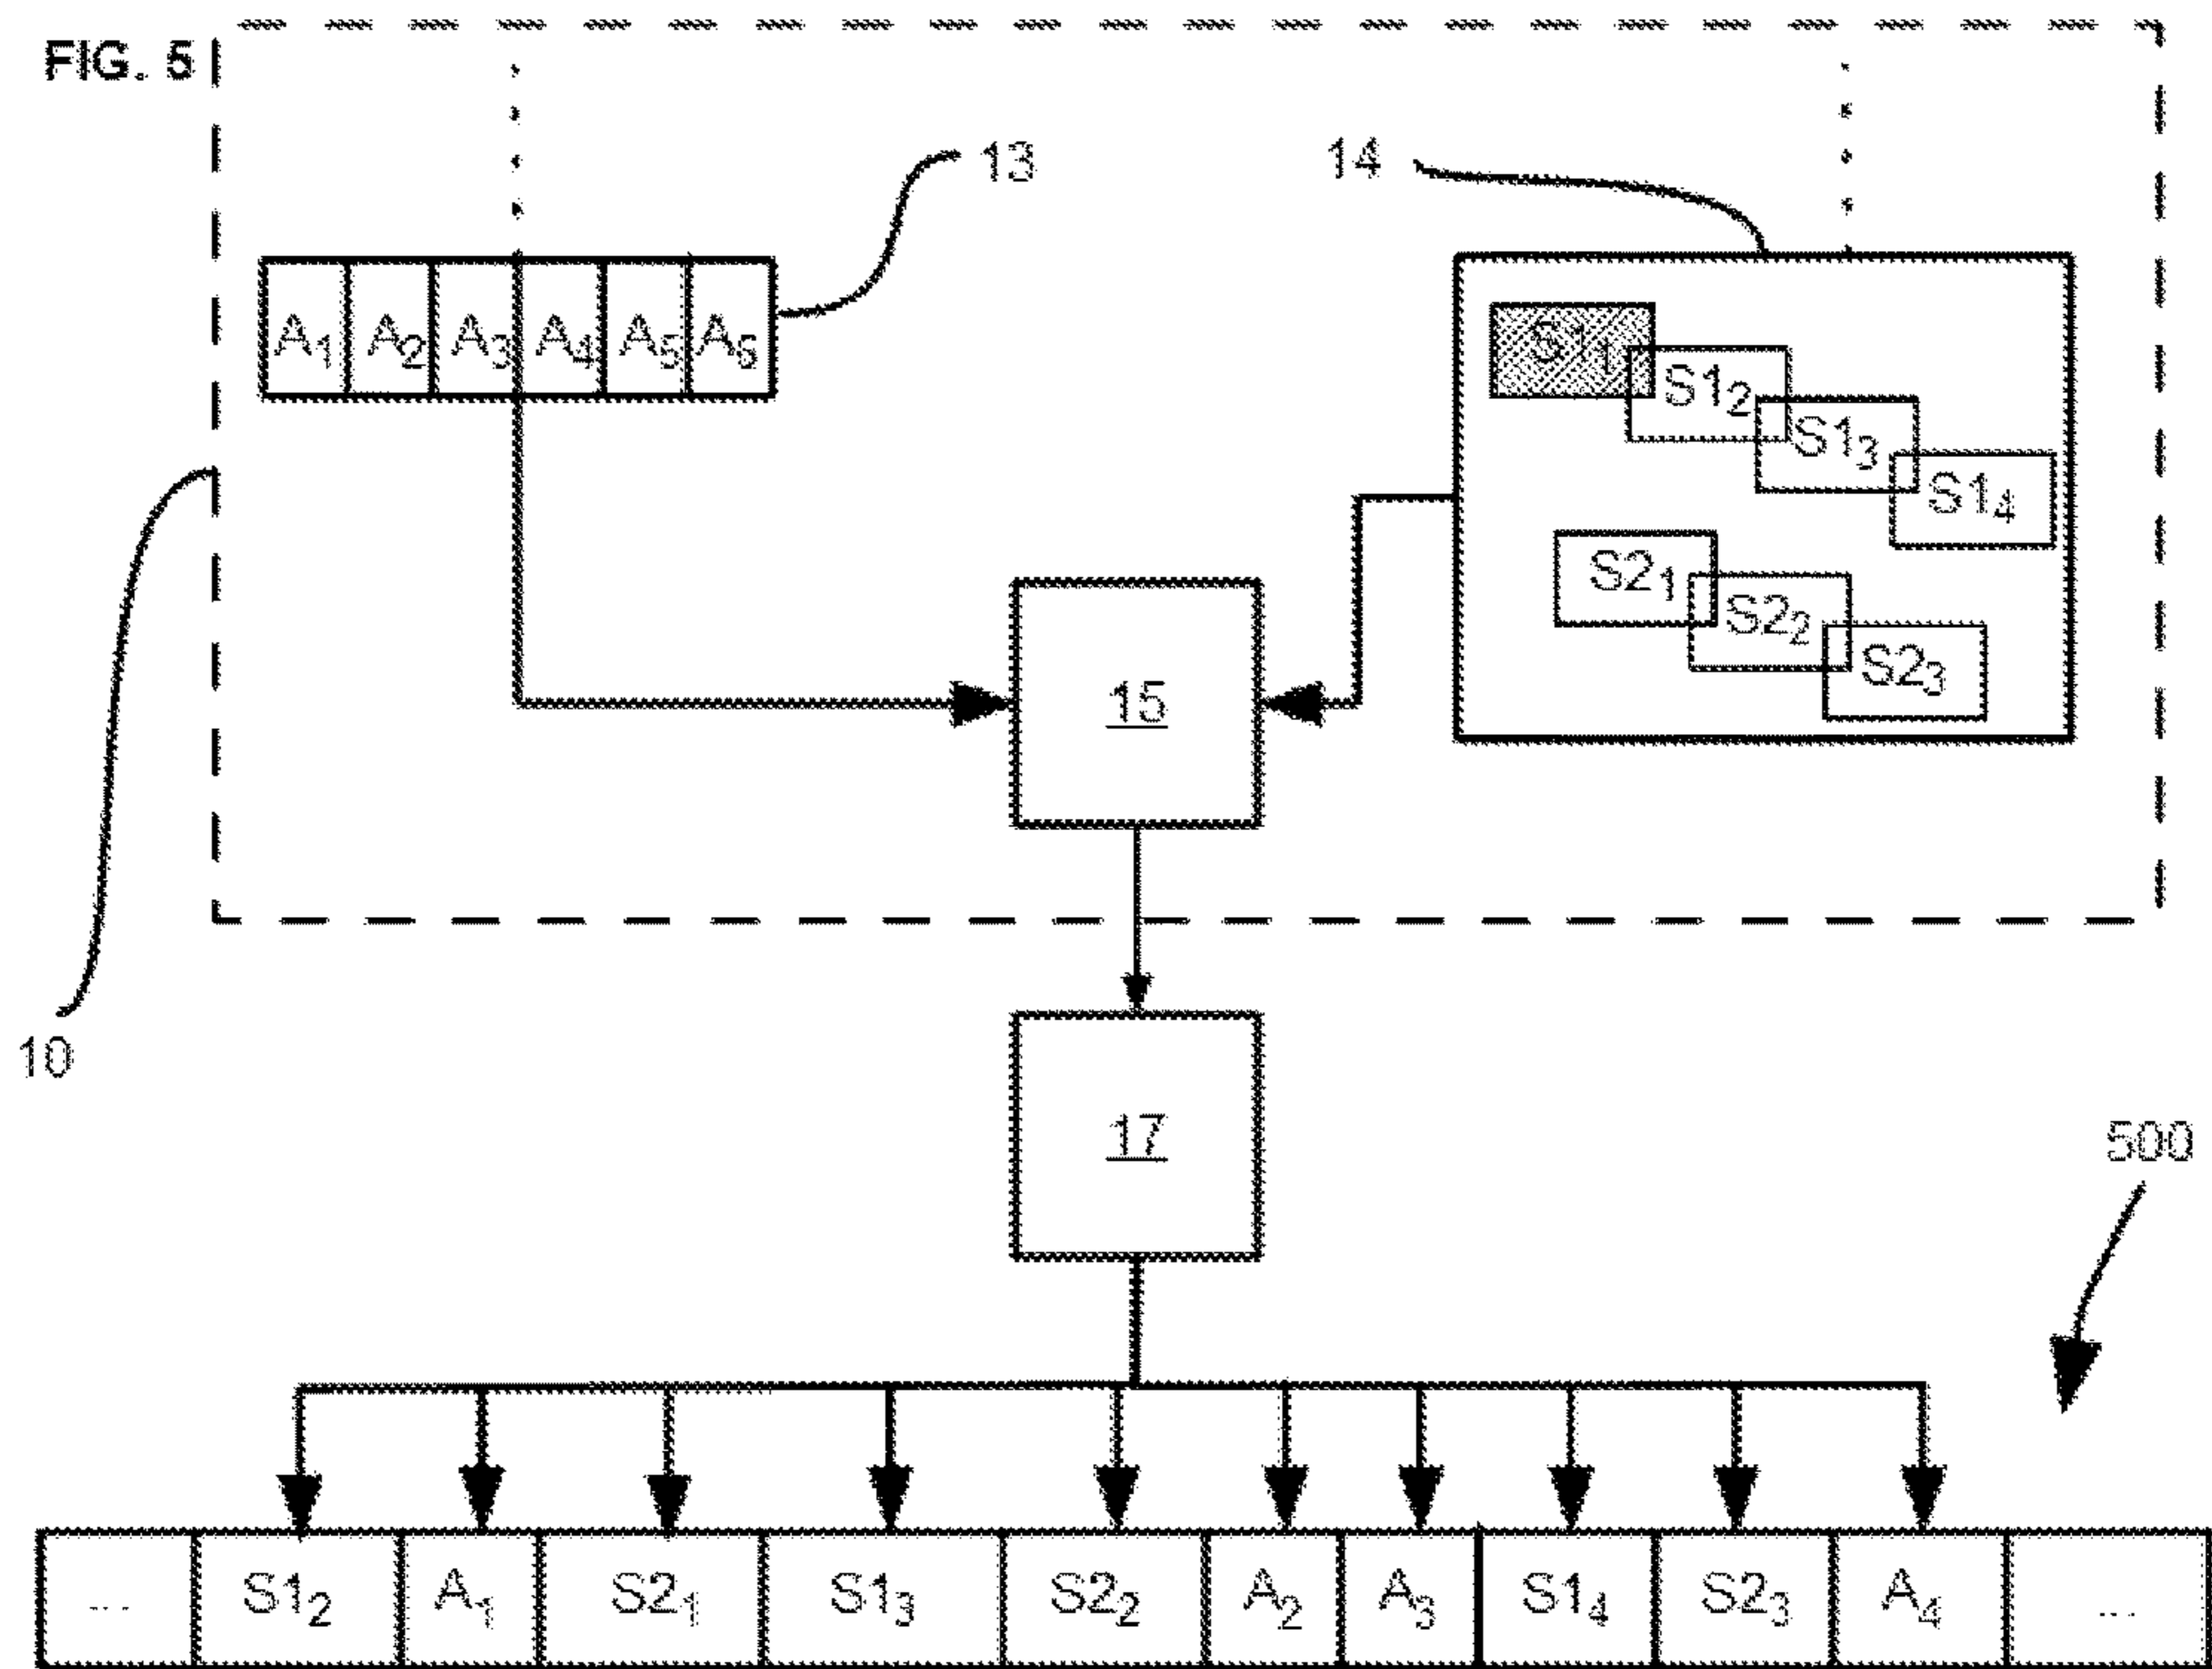 FIG. 5
13
14
A₁ A₂ A₃ A₄ A₅ A₆
S1₁
S1₂
S1₃
S1₄
S2₁
S2₂
S2₃
15
10
17
500
... S1₂ A₁ S2₁ S1₃ S2₂ A₂ A₃ S1₄ S2₃ A₄ ...